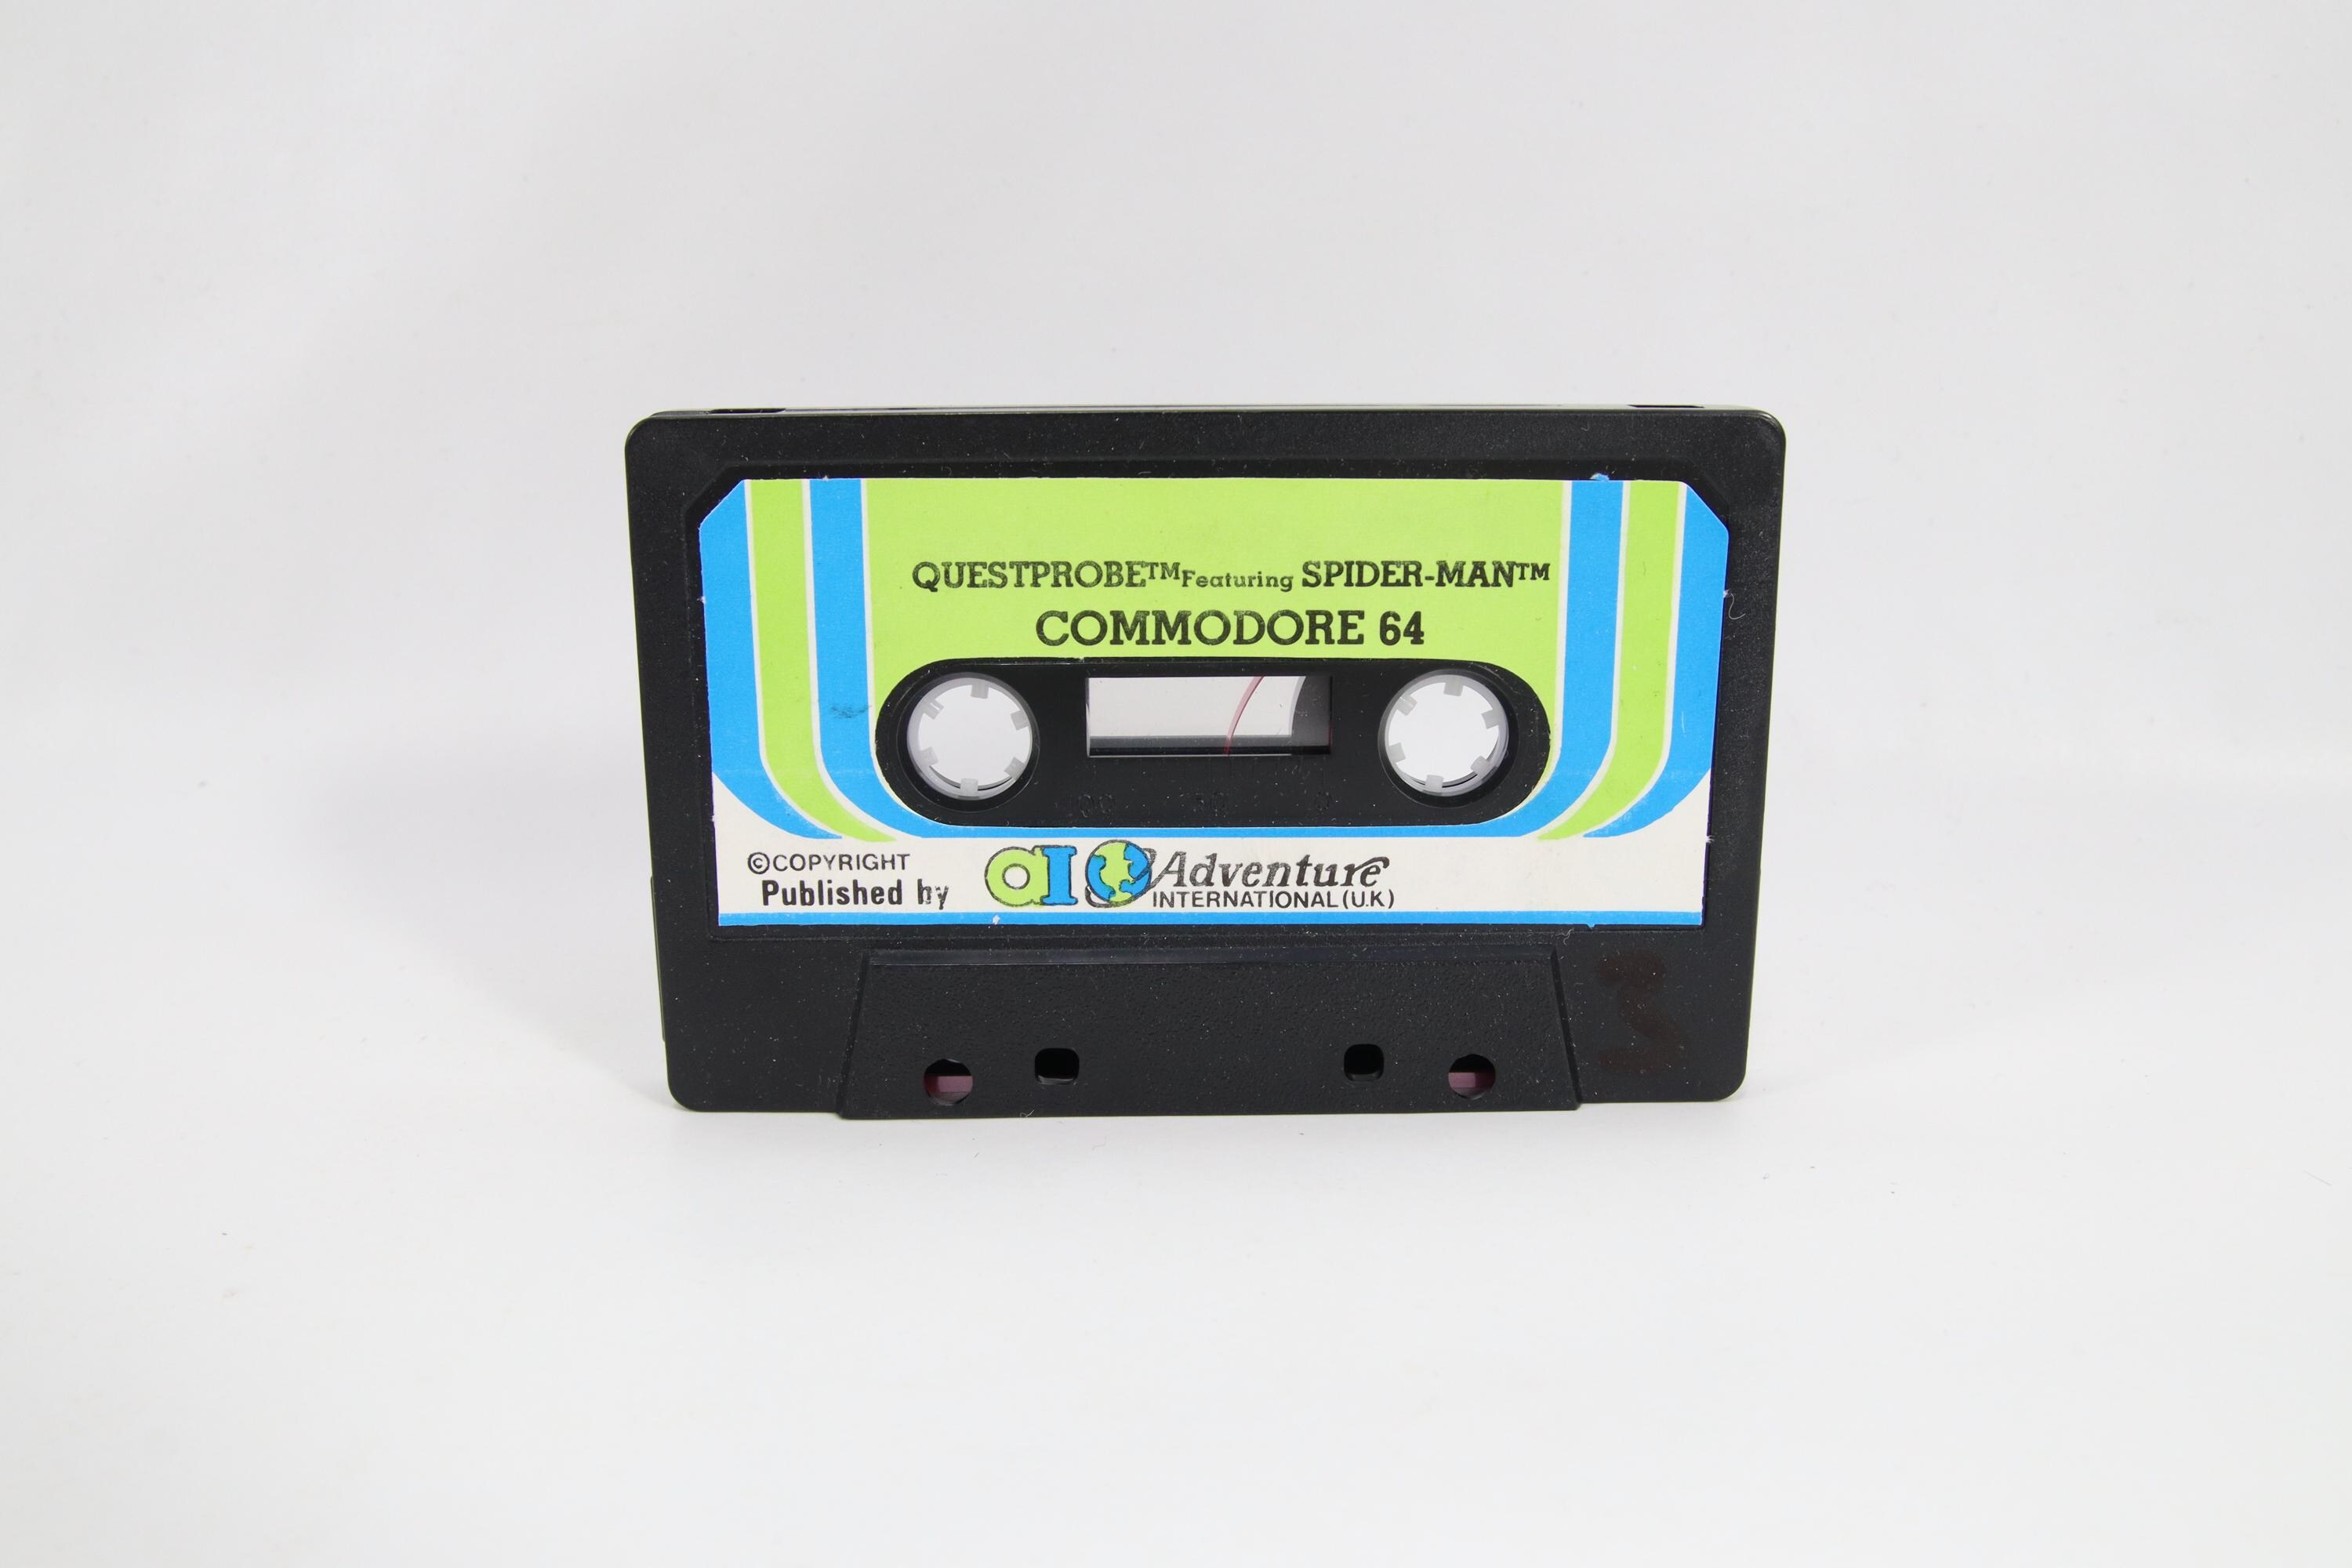 QUESTPROBE™ Featuring SPIDER-MAN™
COMMODORE 64
©COPYRIGHT
Published by
aI Adventure
INTERNATIONAL (U.K)